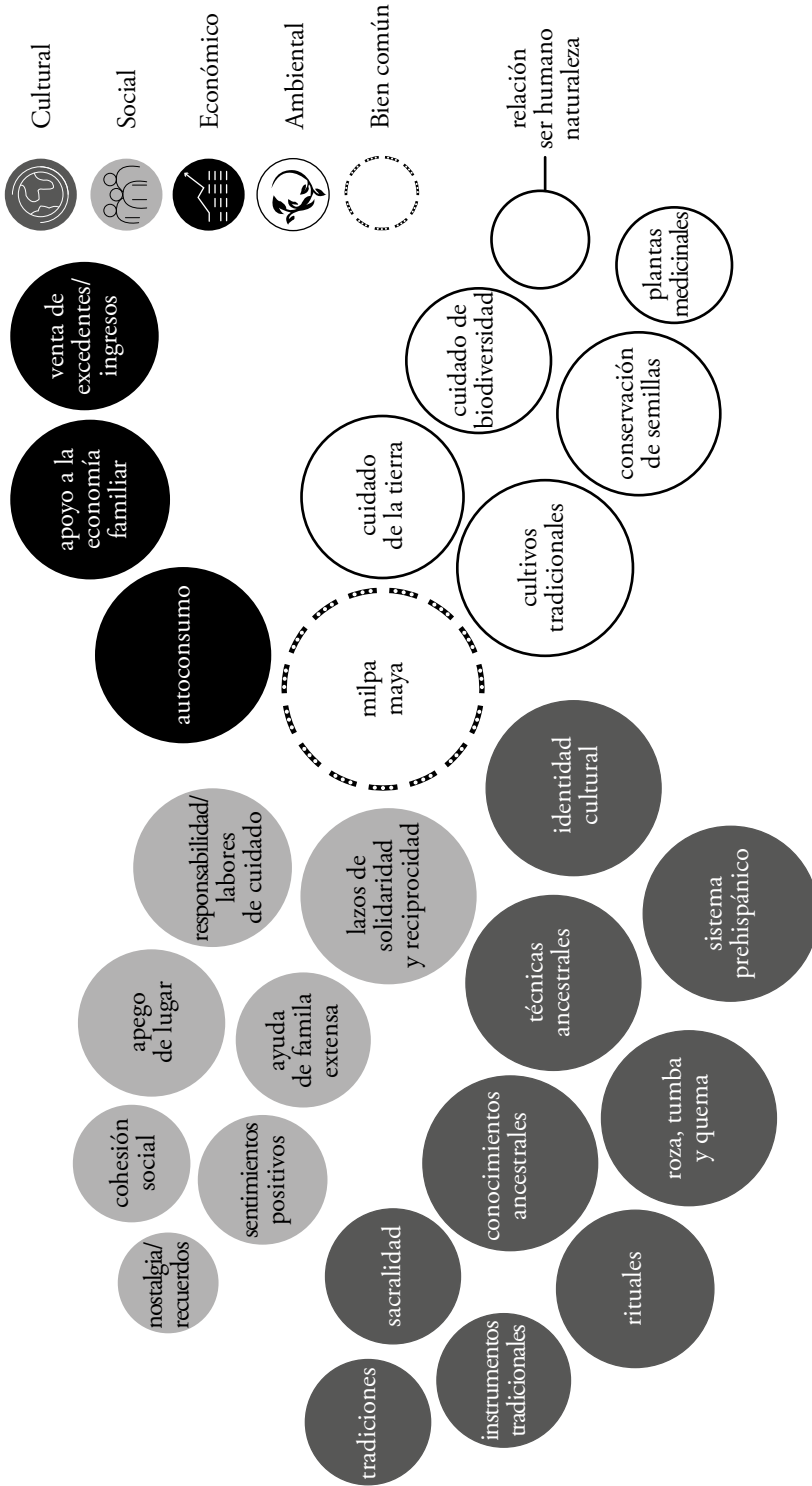 nostalgia/
recuerdos
cohesión
social
sentimientos
positivos
apego
de lugar
ayuda
de famila
extensa
responsabilidad/
labores
de cuidado
lazos de
solidaridad
y reciprocidad
autoconsumo
apoyo a la
economía
familiar
venta de
excedentes/
ingresos
Cultural
Social
Económico
Ambiental
Bien común
milpa
maya
tradiciones
sacralidad
instrumentos
tradicionales
conocimientos
ancestrales
rituales
roza, tumba
y quema
técnicas
ancestrales
sistema
prehispánico
identidad
cultural
cuidado
de la tierra
cultivos
tradicionales
cuidado de
biodiversidad
conservación
de semillas
relación
ser humano
naturaleza
plantas
medicinales